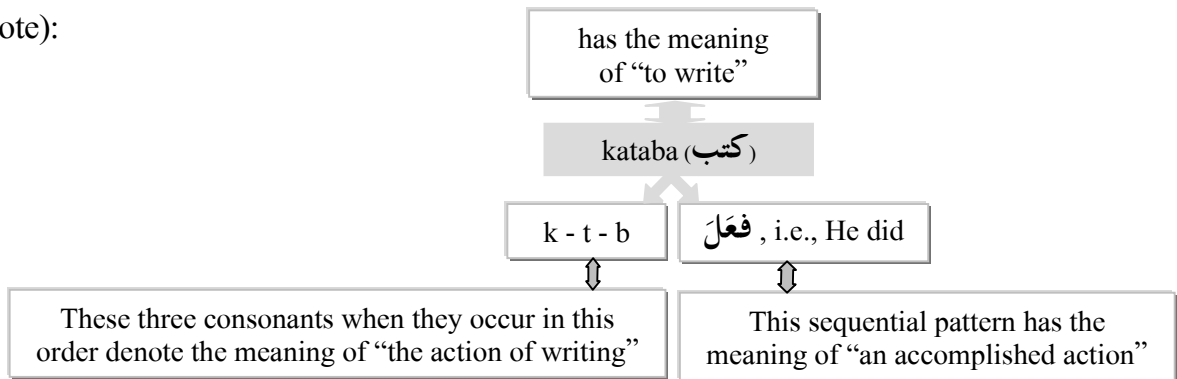 ote):
has the meaning
of “to write”
kataba (كتب)
k - t - b
فعَلَ , i.e., He did
These three consonants when they occur in this
order denote the meaning of “the action of writing”
This sequential pattern has the
meaning of “an accomplished action”